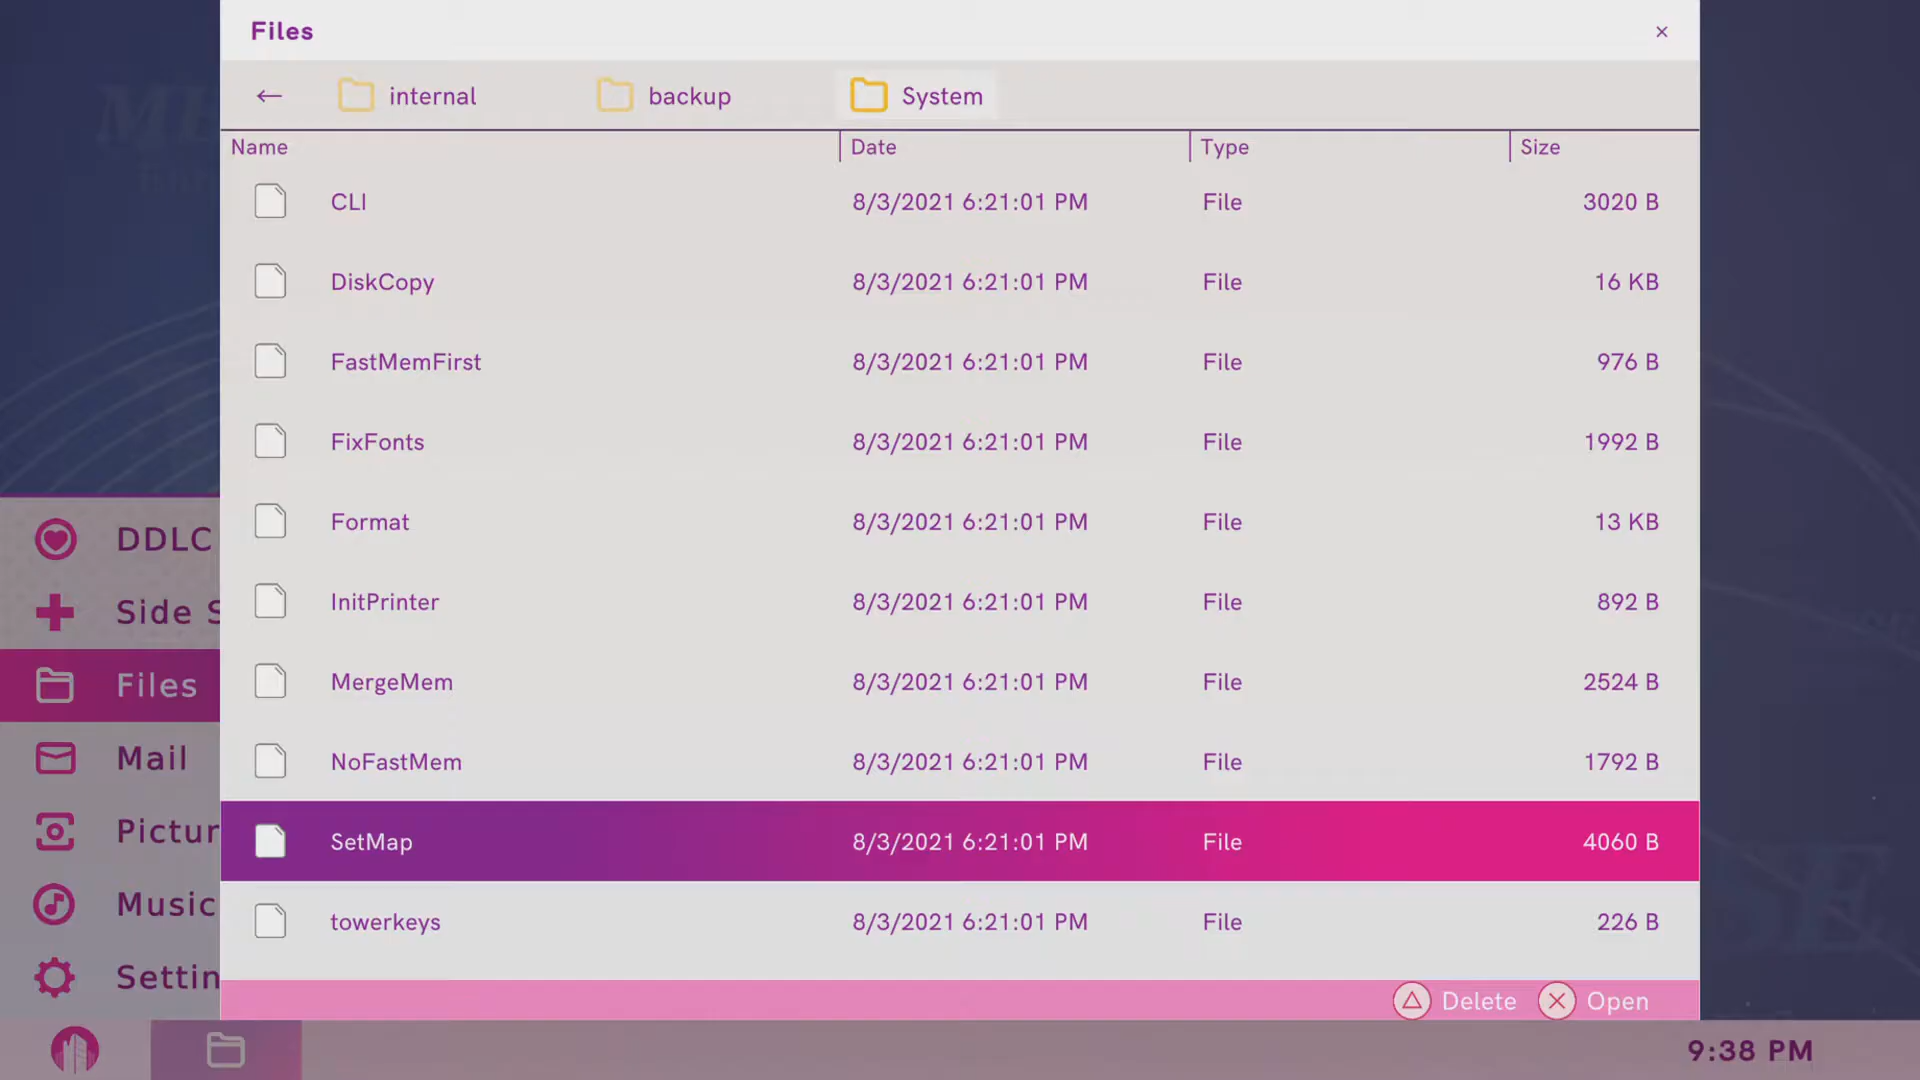 Files ×
← internal backup System
Name Date Type Size
CLI 8/3/2021 6:21:01 PM File 3020 B
DiskCopy 8/3/2021 6:21:01 PM File 16 KB
FastMemFirst 8/3/2021 6:21:01 PM File 976 B
FixFonts 8/3/2021 6:21:01 PM File 1992 B
Format 8/3/2021 6:21:01 PM File 13 KB
InitPrinter 8/3/2021 6:21:01 PM File 892 B
MergeMem 8/3/2021 6:21:01 PM File 2524 B
NoFastMem 8/3/2021 6:21:01 PM File 1792 B
SetMap 8/3/2021 6:21:01 PM File 4060 B
towerkeys 8/3/2021 6:21:01 PM File 226 B
Delete Open
DDLC
Side S
Files
Mail
Pictur
Music
Settin
9:38 PM